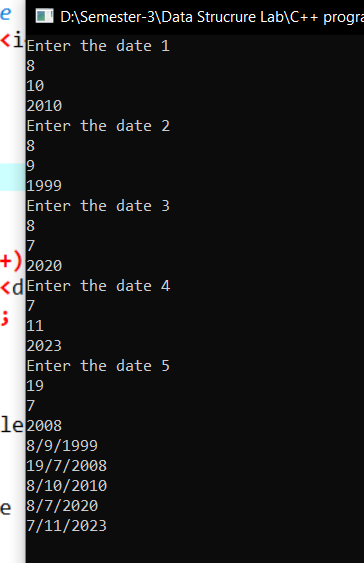 D:\Semester-3\Data Strucrure Lab\C++ progra
Enter the date 1
8
10
2010
Enter the date 2
8
9
1999
Enter the date 3
8
7
2020
Enter the date 4
7
11
2023
Enter the date 5
19
7
2008
8/9/1999
19/7/2008
8/10/2010
8/7/2020
7/11/2023
e
<i
+)
<d
;
le
e